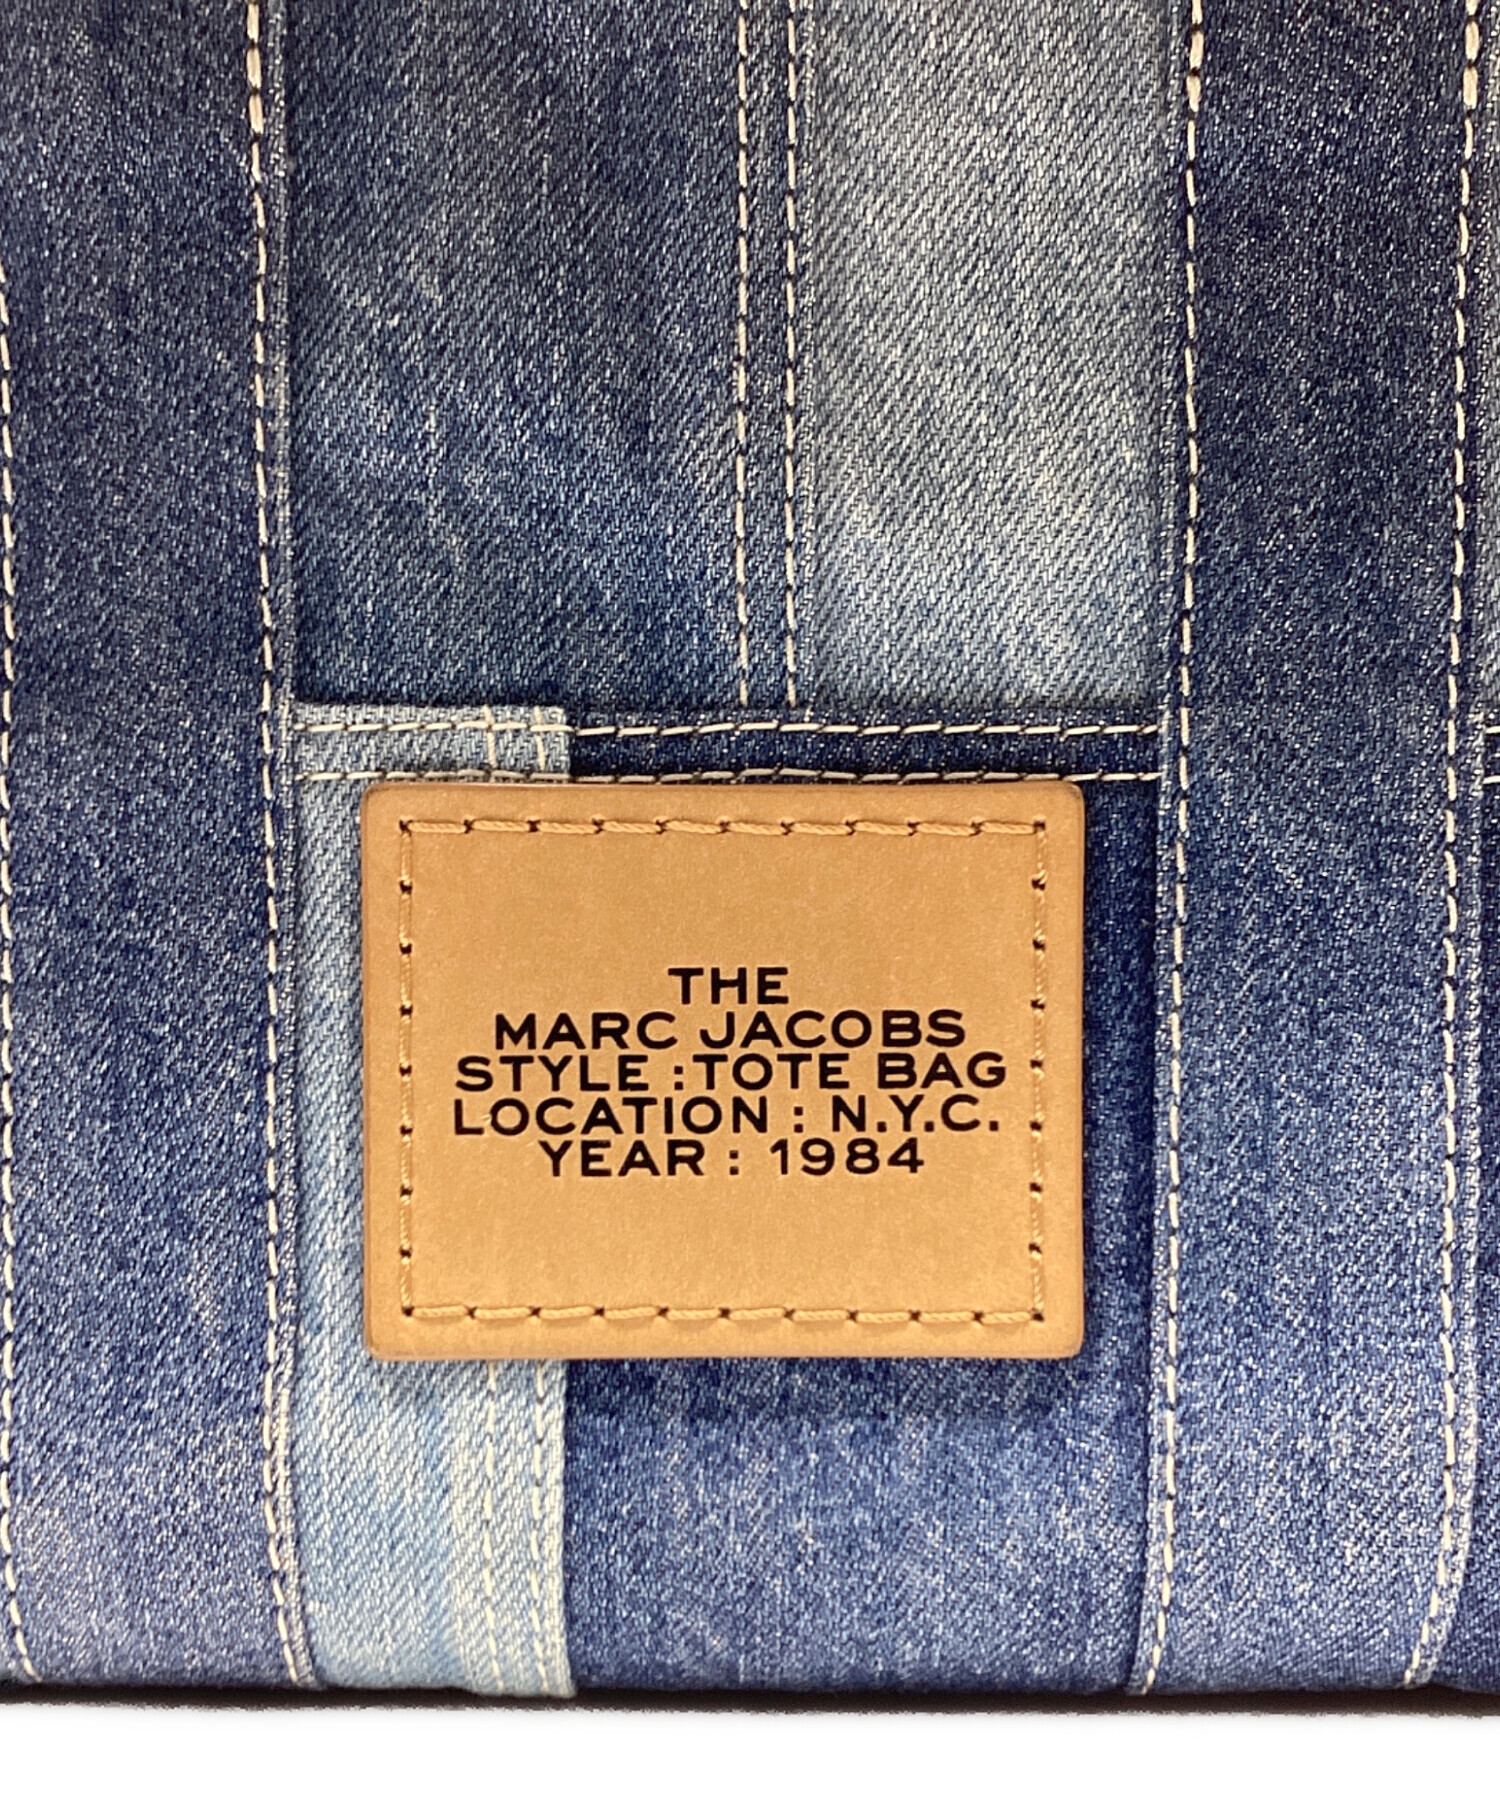 THE
MARC JACOBS
STYLE :TOTE BAG
LOCATION : N.Y.C.
YEAR : 1984